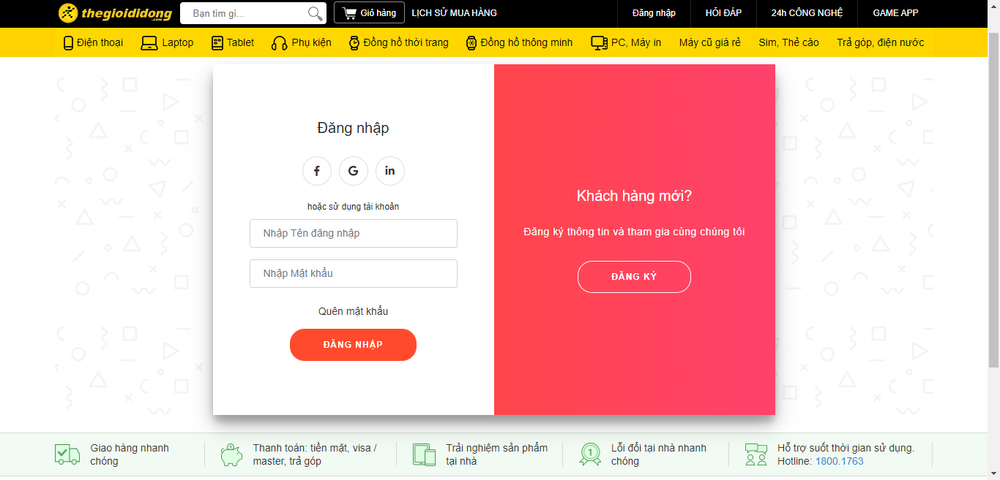 thegioididong
.com
Bạn tìm gì...
Giỏ hàng
LỊCH SỬ MUA HÀNG
Đăng nhập
HỎI ĐÁP
24h CÔNG NGHỆ
GAME APP
Điện thoại
Laptop
Tablet
Phụ kiện
Đồng hồ thời trang
Đồng hồ thông minh
PC, Máy in
Máy cũ giá rẻ
Sim, Thẻ cào
Trả góp, điện nước
Đăng nhập
f
G
in
hoặc sử dụng tài khoản
Nhập Tên đăng nhập
Nhập Mật khẩu
Quên mật khẩu
ĐĂNG NHẬP
Khách hàng mới?
Đăng ký thông tin và tham gia cùng chúng tôi
ĐĂNG KÝ
Giao hàng nhanh
chóng
1
Thanh toán: tiền mặt, visa /
master, trả góp
Trải nghiệm sản phẩm
tại nhà
1
Lỗi đổi tại nhà nhanh
chóng
Hỗ trợ suốt thời gian sử dụng.
Hotline: 1800.1763